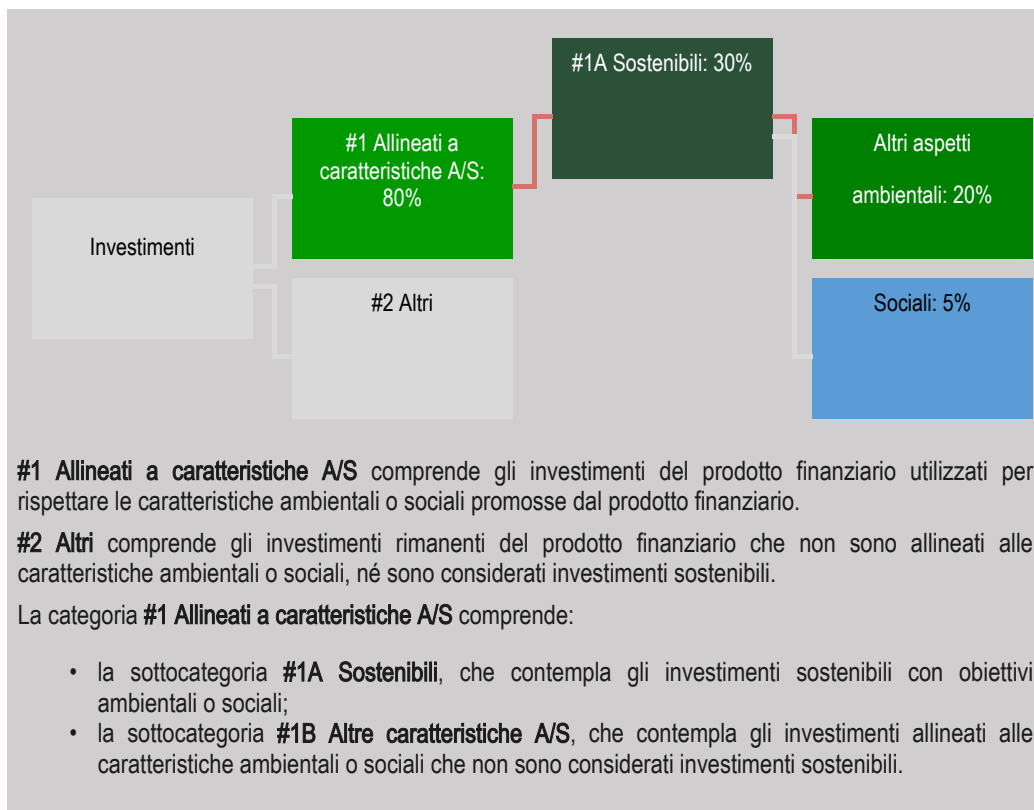 #1A Sostenibili: 30%
#1 Allineati a
caratteristiche A/S:
80%
Altri aspetti
ambientali: 20%
Investimenti
#2 Altri
Sociali: 5%
#1 Allineati a caratteristiche A/S comprende gli investimenti del prodotto finanziario utilizzati per
rispettare le caratteristiche ambientali o sociali promosse dal prodotto finanziario.
#2 Altri comprende gli investimenti rimanenti del prodotto finanziario che non sono allineati alle
caratteristiche ambientali o sociali, né sono considerati investimenti sostenibili.
La categoria #1 Allineati a caratteristiche A/S comprende:
• la sottocategoria #1A Sostenibili, che contempla gli investimenti sostenibili con obiettivi
ambientali o sociali;
• la sottocategoria #1B Altre caratteristiche A/S, che contempla gli investimenti allineati alle
caratteristiche ambientali o sociali che non sono considerati investimenti sostenibili.